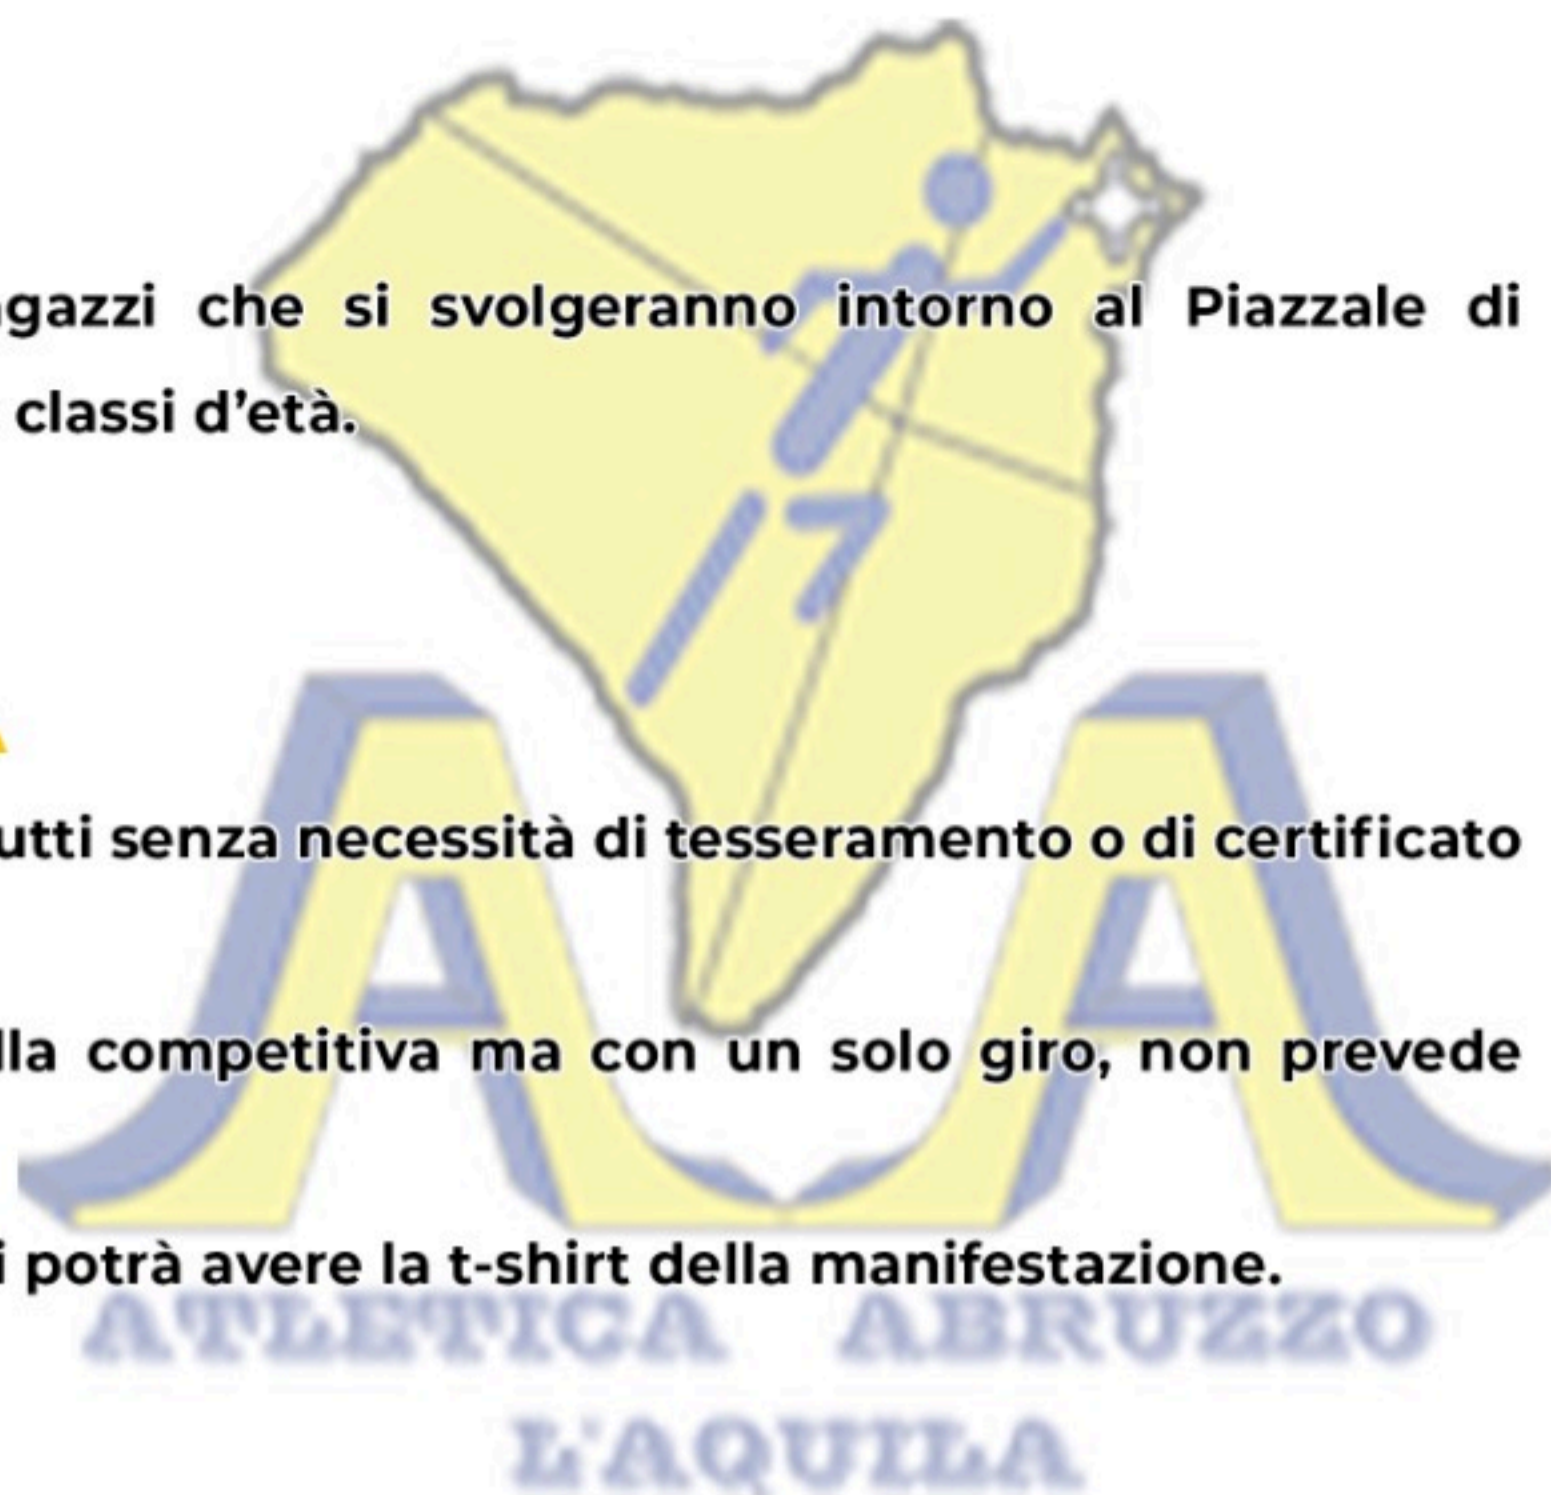 agazzi che si svolgeranno intorno al Piazzale di
classi d’età.
A
utti senza necessità di tesseramento o di certificato
lla competitiva ma con un solo giro, non prevede
i potrà avere la t-shirt della manifestazione.
ATLETICA ABRUZZO
L'AQUILA